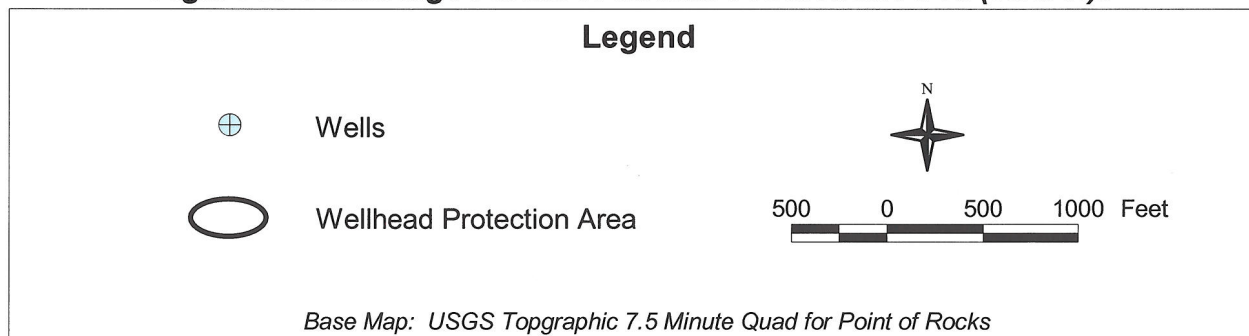 Legend
N
Wells
Wellhead Protection Area
500 0 500 1000 Feet
Base Map: USGS Topgraphic 7.5 Minute Quad for Point of Rocks